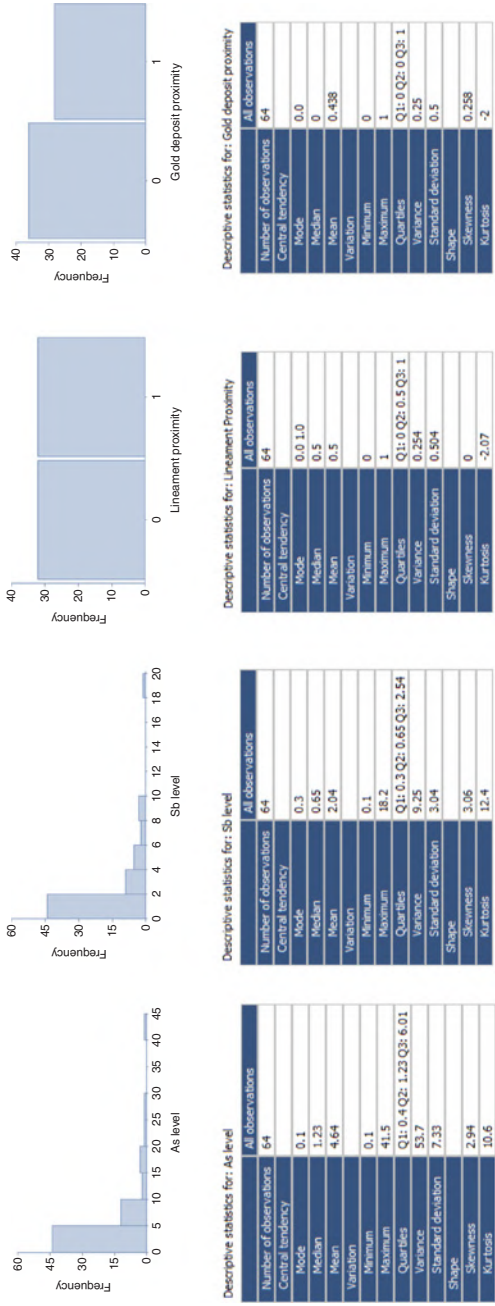 60
45
30
15
0
Frequency
0 5 10 15 20 25 30 35 40 45
As level
Descriptive statistics for: As level
All observations
Number of observations 64
Central tendency
Mode 0.1
Median 1.23
Mean 4.64
Variation
Minimum 0.1
Maximum 41.5
Quartiles Q1: 0.4 Q2: 1.23 Q3: 6.01
Variance 53.7
Standard deviation 7.33
Shape
Skewness 2.94
Kurtosis 10.6
60
45
30
15
0
Frequency
0 2 4 6 8 10 12 14 16 18 20
Sb level
Descriptive statistics for: Sb level
All observations
Number of observations 64
Central tendency
Mode 0.3
Median 0.65
Mean 2.04
Variation
Minimum 0.1
Maximum 18.2
Quartiles Q1: 0.3 Q2: 0.65 Q3: 2.54
Variance 9.25
Standard deviation 3.04
Shape
Skewness 3.06
Kurtosis 12.4
40
30
20
10
0
Frequency
0 1
Lineament proximity
Descriptive statistics for: Lineament Proximity
All observations
Number of observations 64
Central tendency
Mode 0.0 1.0
Median 0.5
Mean 0.5
Variation
Minimum 0
Maximum 1
Quartiles Q1: 0 Q2: 0.5 Q3: 1
Variance 0.254
Standard deviation 0.504
Shape
Skewness 0
Kurtosis -2.07
40
30
20
10
0
Frequency
0 1
Gold deposit proximity
Descriptive statistics for: Gold deposit proximity
All observations
Number of observations 64
Central tendency
Mode 0.0
Median 0
Mean 0.438
Variation
Minimum 0
Maximum 1
Quartiles Q1: 0 Q2: 0 Q3: 1
Variance 0.25
Standard deviation 0.5
Shape
Skewness 0.258
Kurtosis -2